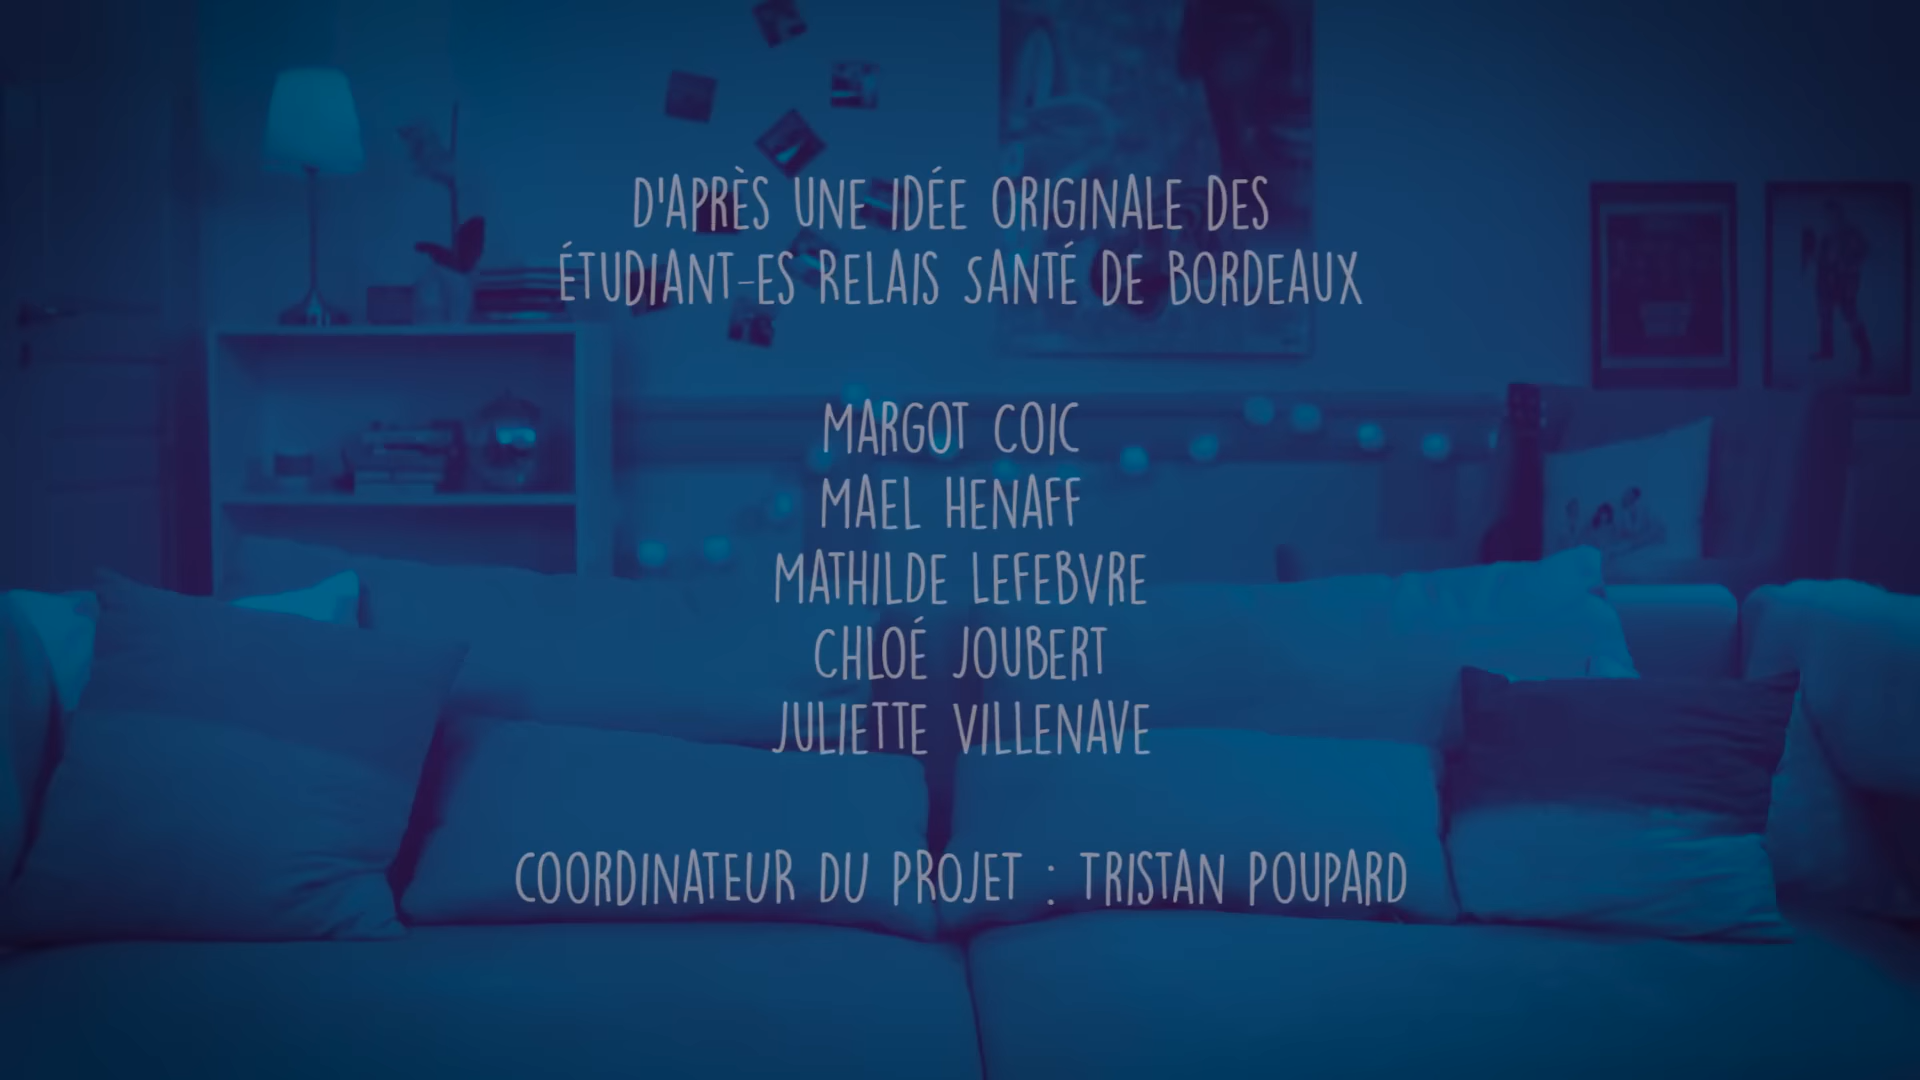 D'APRÈS UNE IDÉE ORIGINALE DES
ÉTUDIANT-ES RELAIS SANTÉ DE BORDEAUX
MARGOT COIC
MAEL HENAFF
MATHILDE LEFEBVRE
CHLOÉ JOUBERT
JULIETTE VILLENAVE
COORDINATEUR DU PROJET : TRISTAN POUPARD